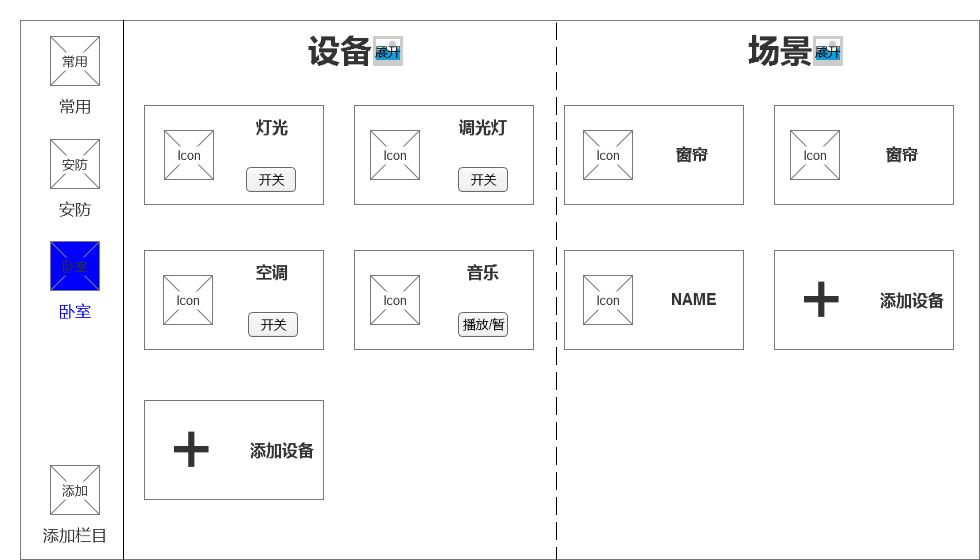 常用
常用
安防
安防
卧室
卧室
添加
添加栏目
设备 展开
灯光
Icon
开关
调光灯
Icon
开关
空调
Icon
开关
音乐
Icon
播放/暂
添加设备
场景 展开
Icon
窗帘
Icon
窗帘
Icon
NAME
添加设备